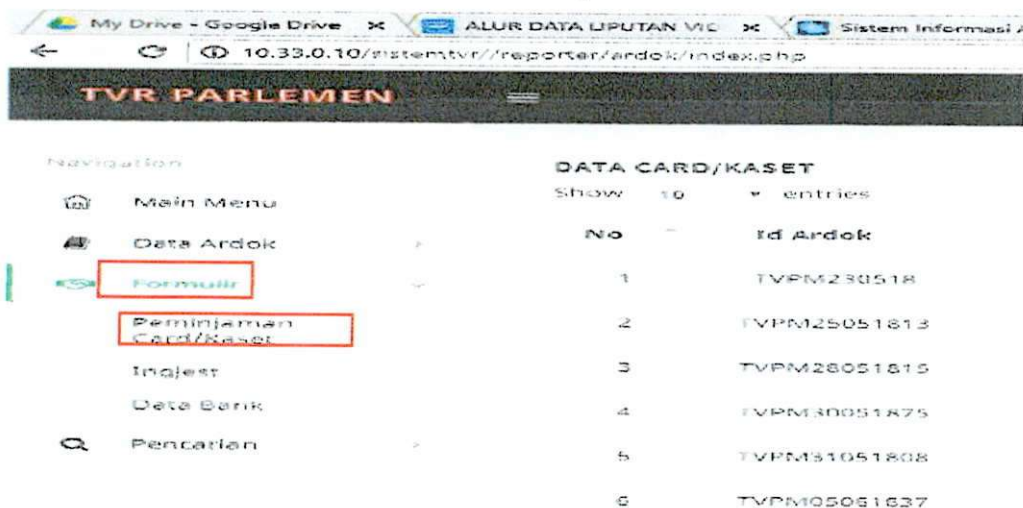 My Drive - Google Drive
ALUR DATA LIPUTAN
Sistem Informasi A
10.33.0.10/sistemtvr//reporter/ardok/index.php
TVR PARLEMEN
Navigation
Main Menu
Data Ardok
Formulir
Peminjaman
Card/Kaset
Ingjest
Data Bank
Pencarian
DATA CARD/KASET
Show 10 entries
No Id Ardok
1 TVPM230518
2 TVPM25051813
3 TVPM28051815
4 TVPM30051875
5 TVPM31051808
6 TVPM05061837